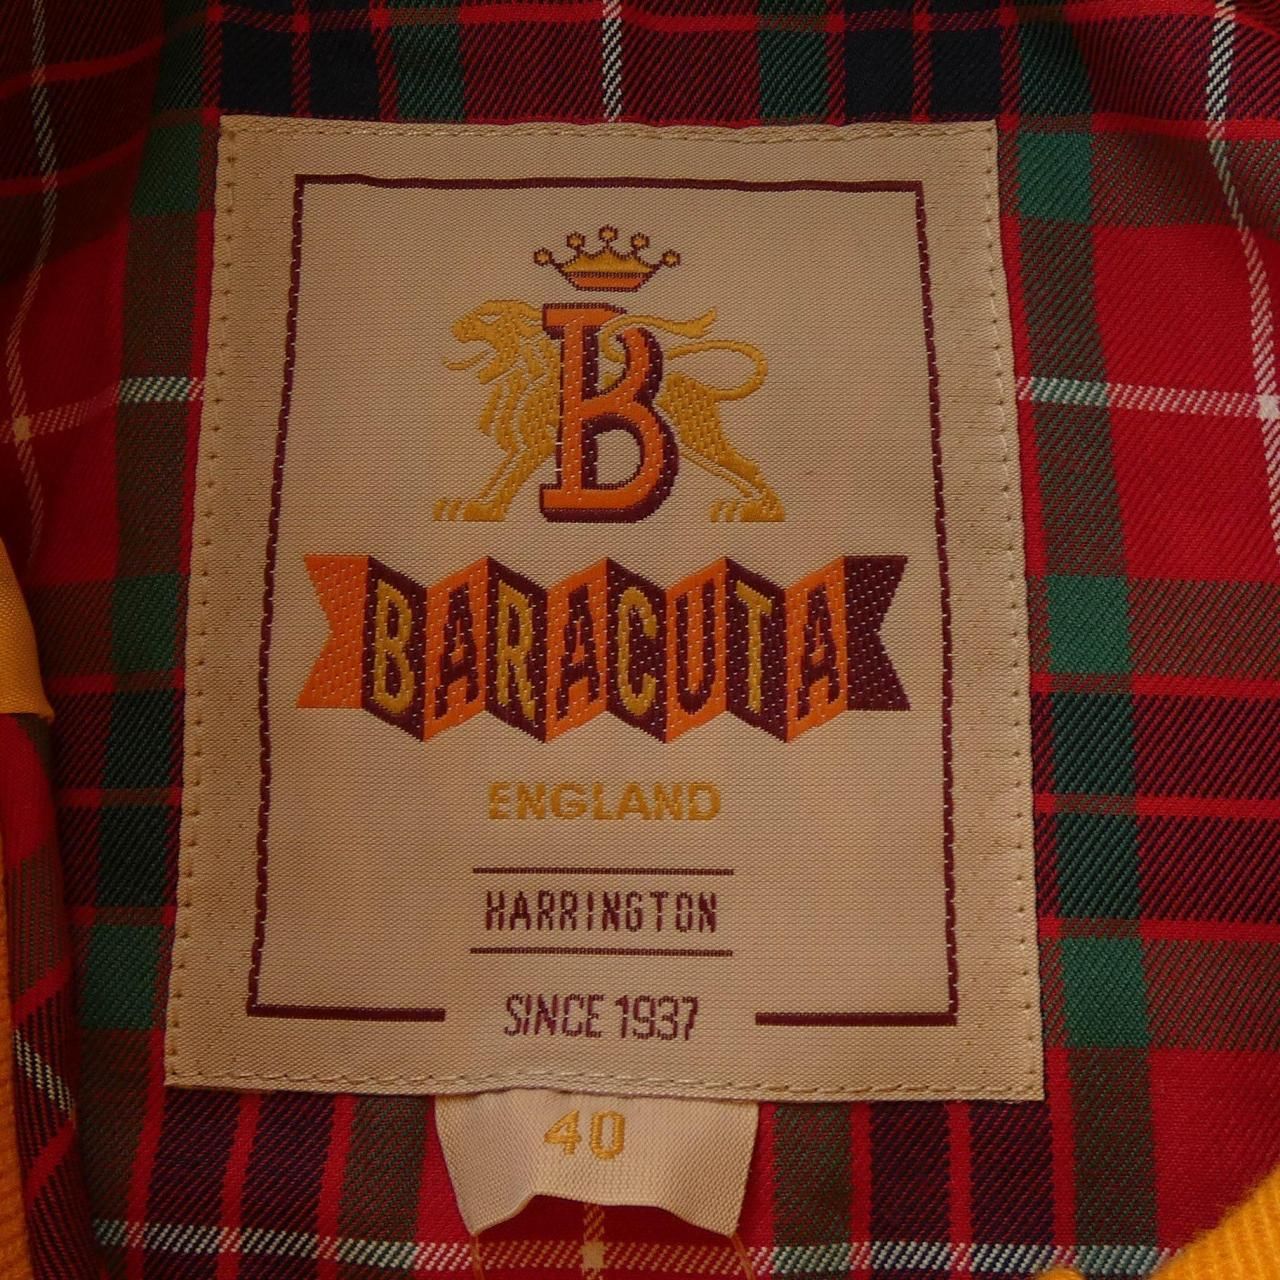 B
BARACUTA
ENGLAND
HARRINGTON
SINCE 1937
40